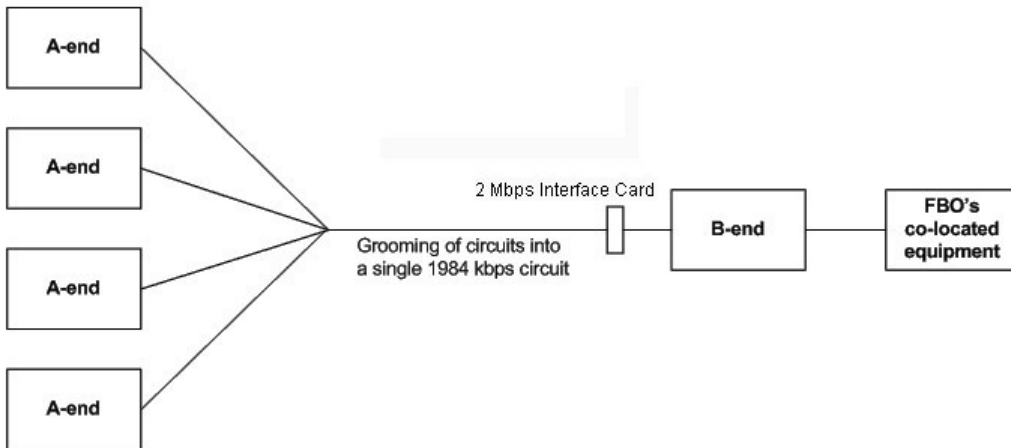 A-end
A-end
A-end
A-end
2 Mbps Interface Card
Grooming of circuits into
a single 1984 kbps circuit
B-end
FBO's
co-located
equipment